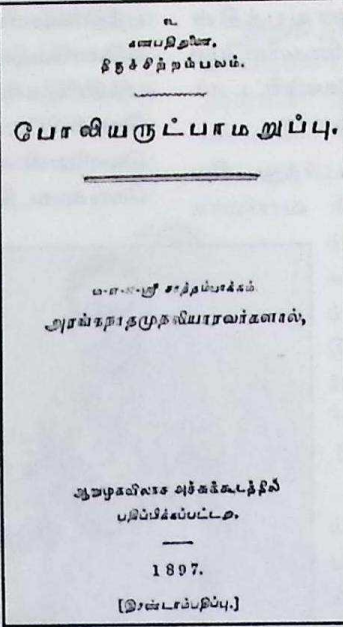 உ
கணபதிதுணை.
திருச்சிற்றம்பலம்.
போலியருட்பாமறுப்பு.
ம-ள-ள-ஸ்ரீ சாத்தம்பாக்கம்
அரங்கநாதமுதலியாரவர்களால்,
ஆறுமுகவிலாச அச்சுக்கூடத்தில்
பதிப்பிக்கப்பட்டது.
1897.
[இரண்டாம்பதிப்பு.]